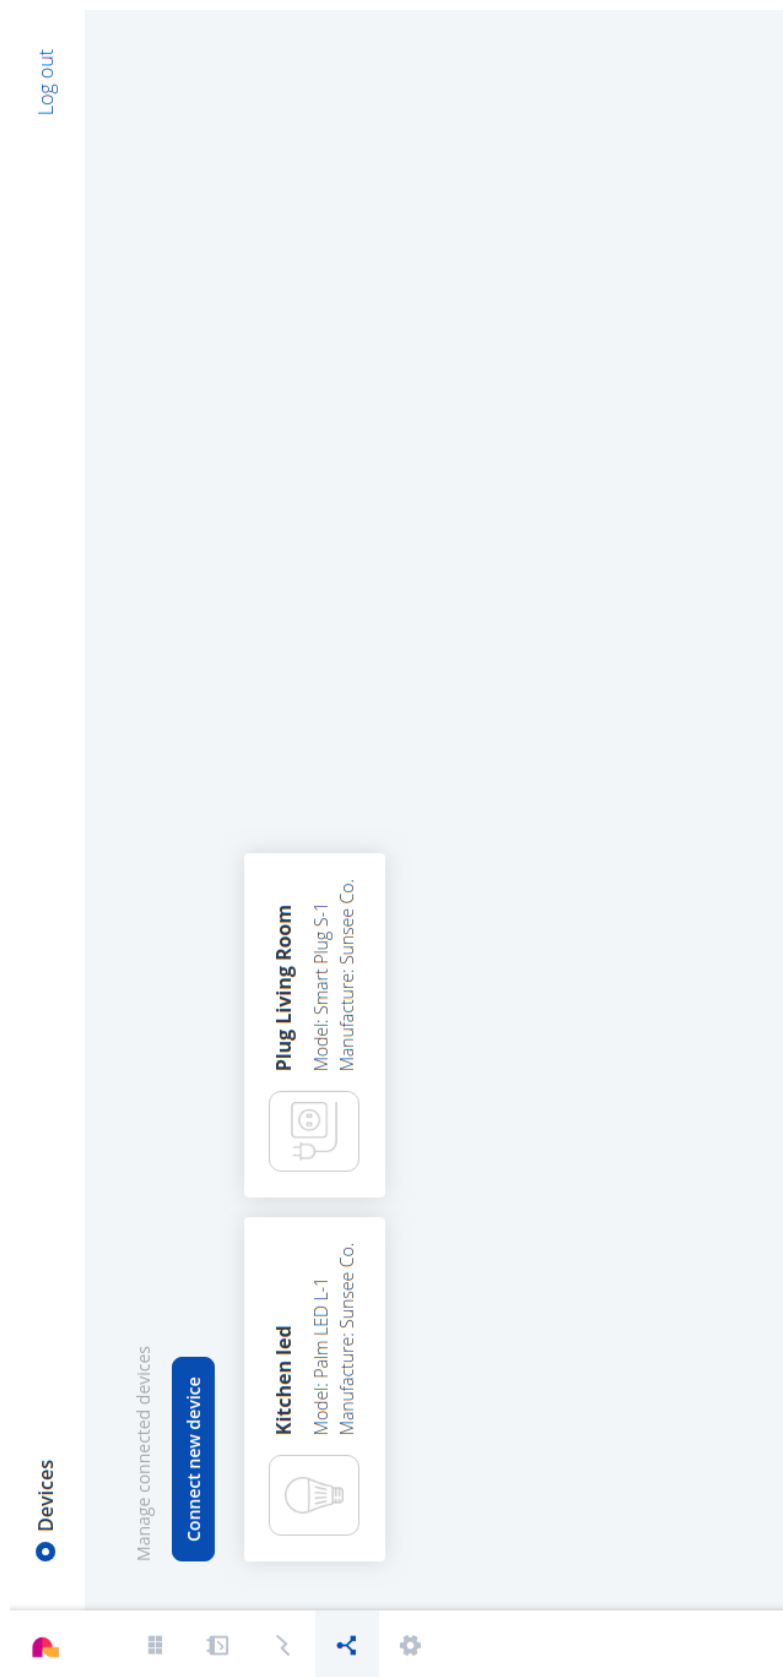 Devices
Log out
Manage connected devices
Connect new device
Kitchen led
Model: Palm LED L-1
Manufacture: Sunsee Co.
Plug Living Room
Model: Smart Plug S-1
Manufacture: Sunsee Co.